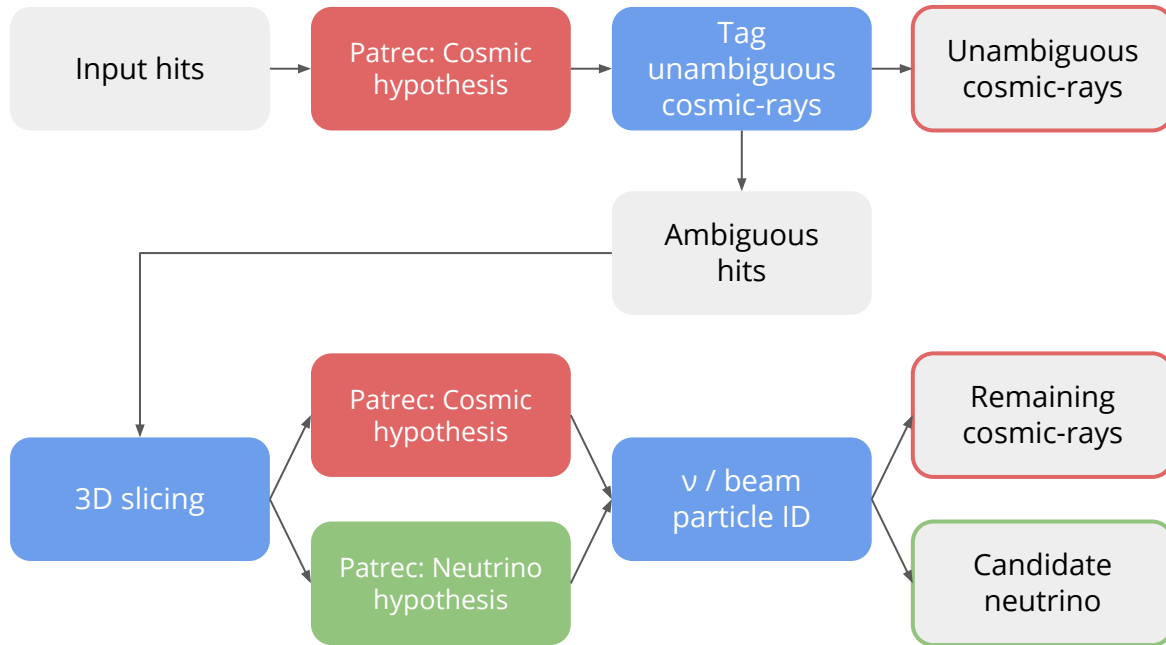 Input hits
Patrec: Cosmic
hypothesis
Tag
unambiguous
cosmic-rays
Unambiguous
cosmic-rays
Ambiguous
hits
3D slicing
Patrec: Cosmic
hypothesis
Patrec: Neutrino
hypothesis
ν / beam
particle ID
Remaining
cosmic-rays
Candidate
neutrino